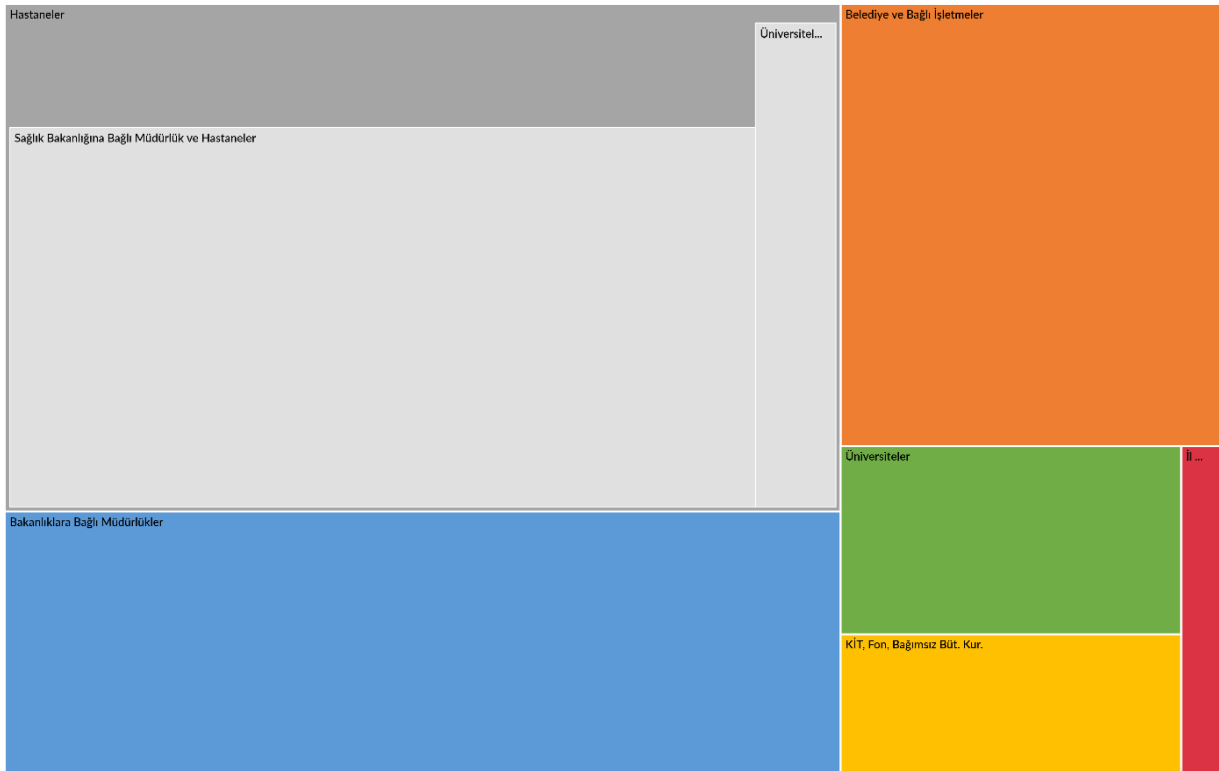 Hastaneler
Üniversitel...
Sağlık Bakanlığına Bağlı Müdürlük ve Hastaneler
Bakanlıklara Bağlı Müdürlükler
Belediye ve Bağlı İşletmeler
Üniversiteler
İl ...
KİT, Fon, Bağımsız Büt. Kur.